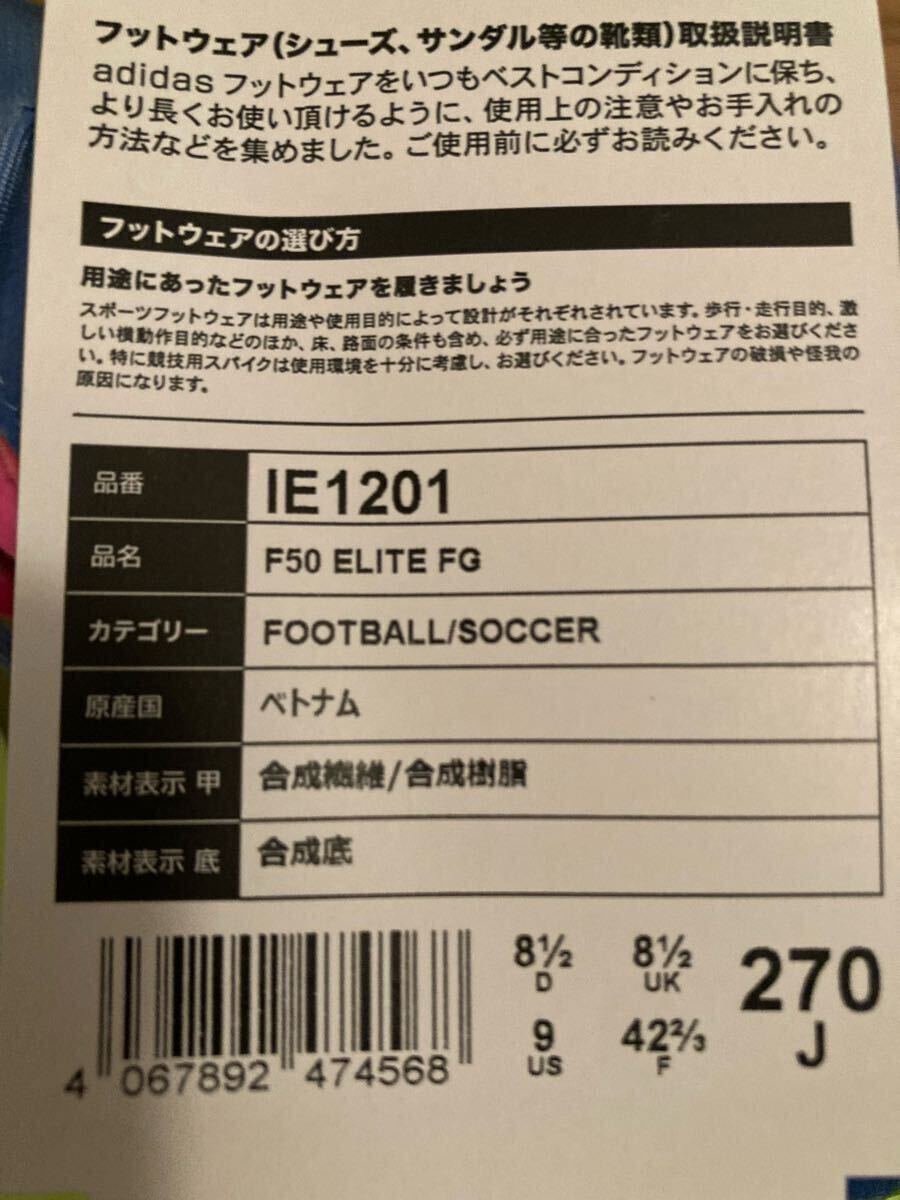 フットウェア(シューズ、サンダル等の靴類)取扱説明書
adidas フットウェアをいつもベストコンディションに保ち、
より長くお使い頂けるように、使用上の注意やお手入れの
方法などを集めました。ご使用前に必ずお読みください。
フットウェアの選び方
用途にあったフットウェアを履きましょう
スポーツフットウェアは用途や使用目的によって設計がそれぞれされています。歩行・走行目的、激
しい横動作目的などのほか、床、路面の条件も含め、必ず用途に合ったフットウェアをお選びくださ
い。特に競技用スパイクは使用環境を十分に考慮し、お選びください。フットウェアの破損や怪我の
原因になります。
品番 IE1201
品名 F50 ELITE FG
カテゴリー FOOTBALL/SOCCER
原産国 ベトナム
素材表示 甲 合成繊維/合成樹脂
素材表示 底 合成底
8½ D 8½ UK 270 J
9 US 42⅔ F
4 067892 474568